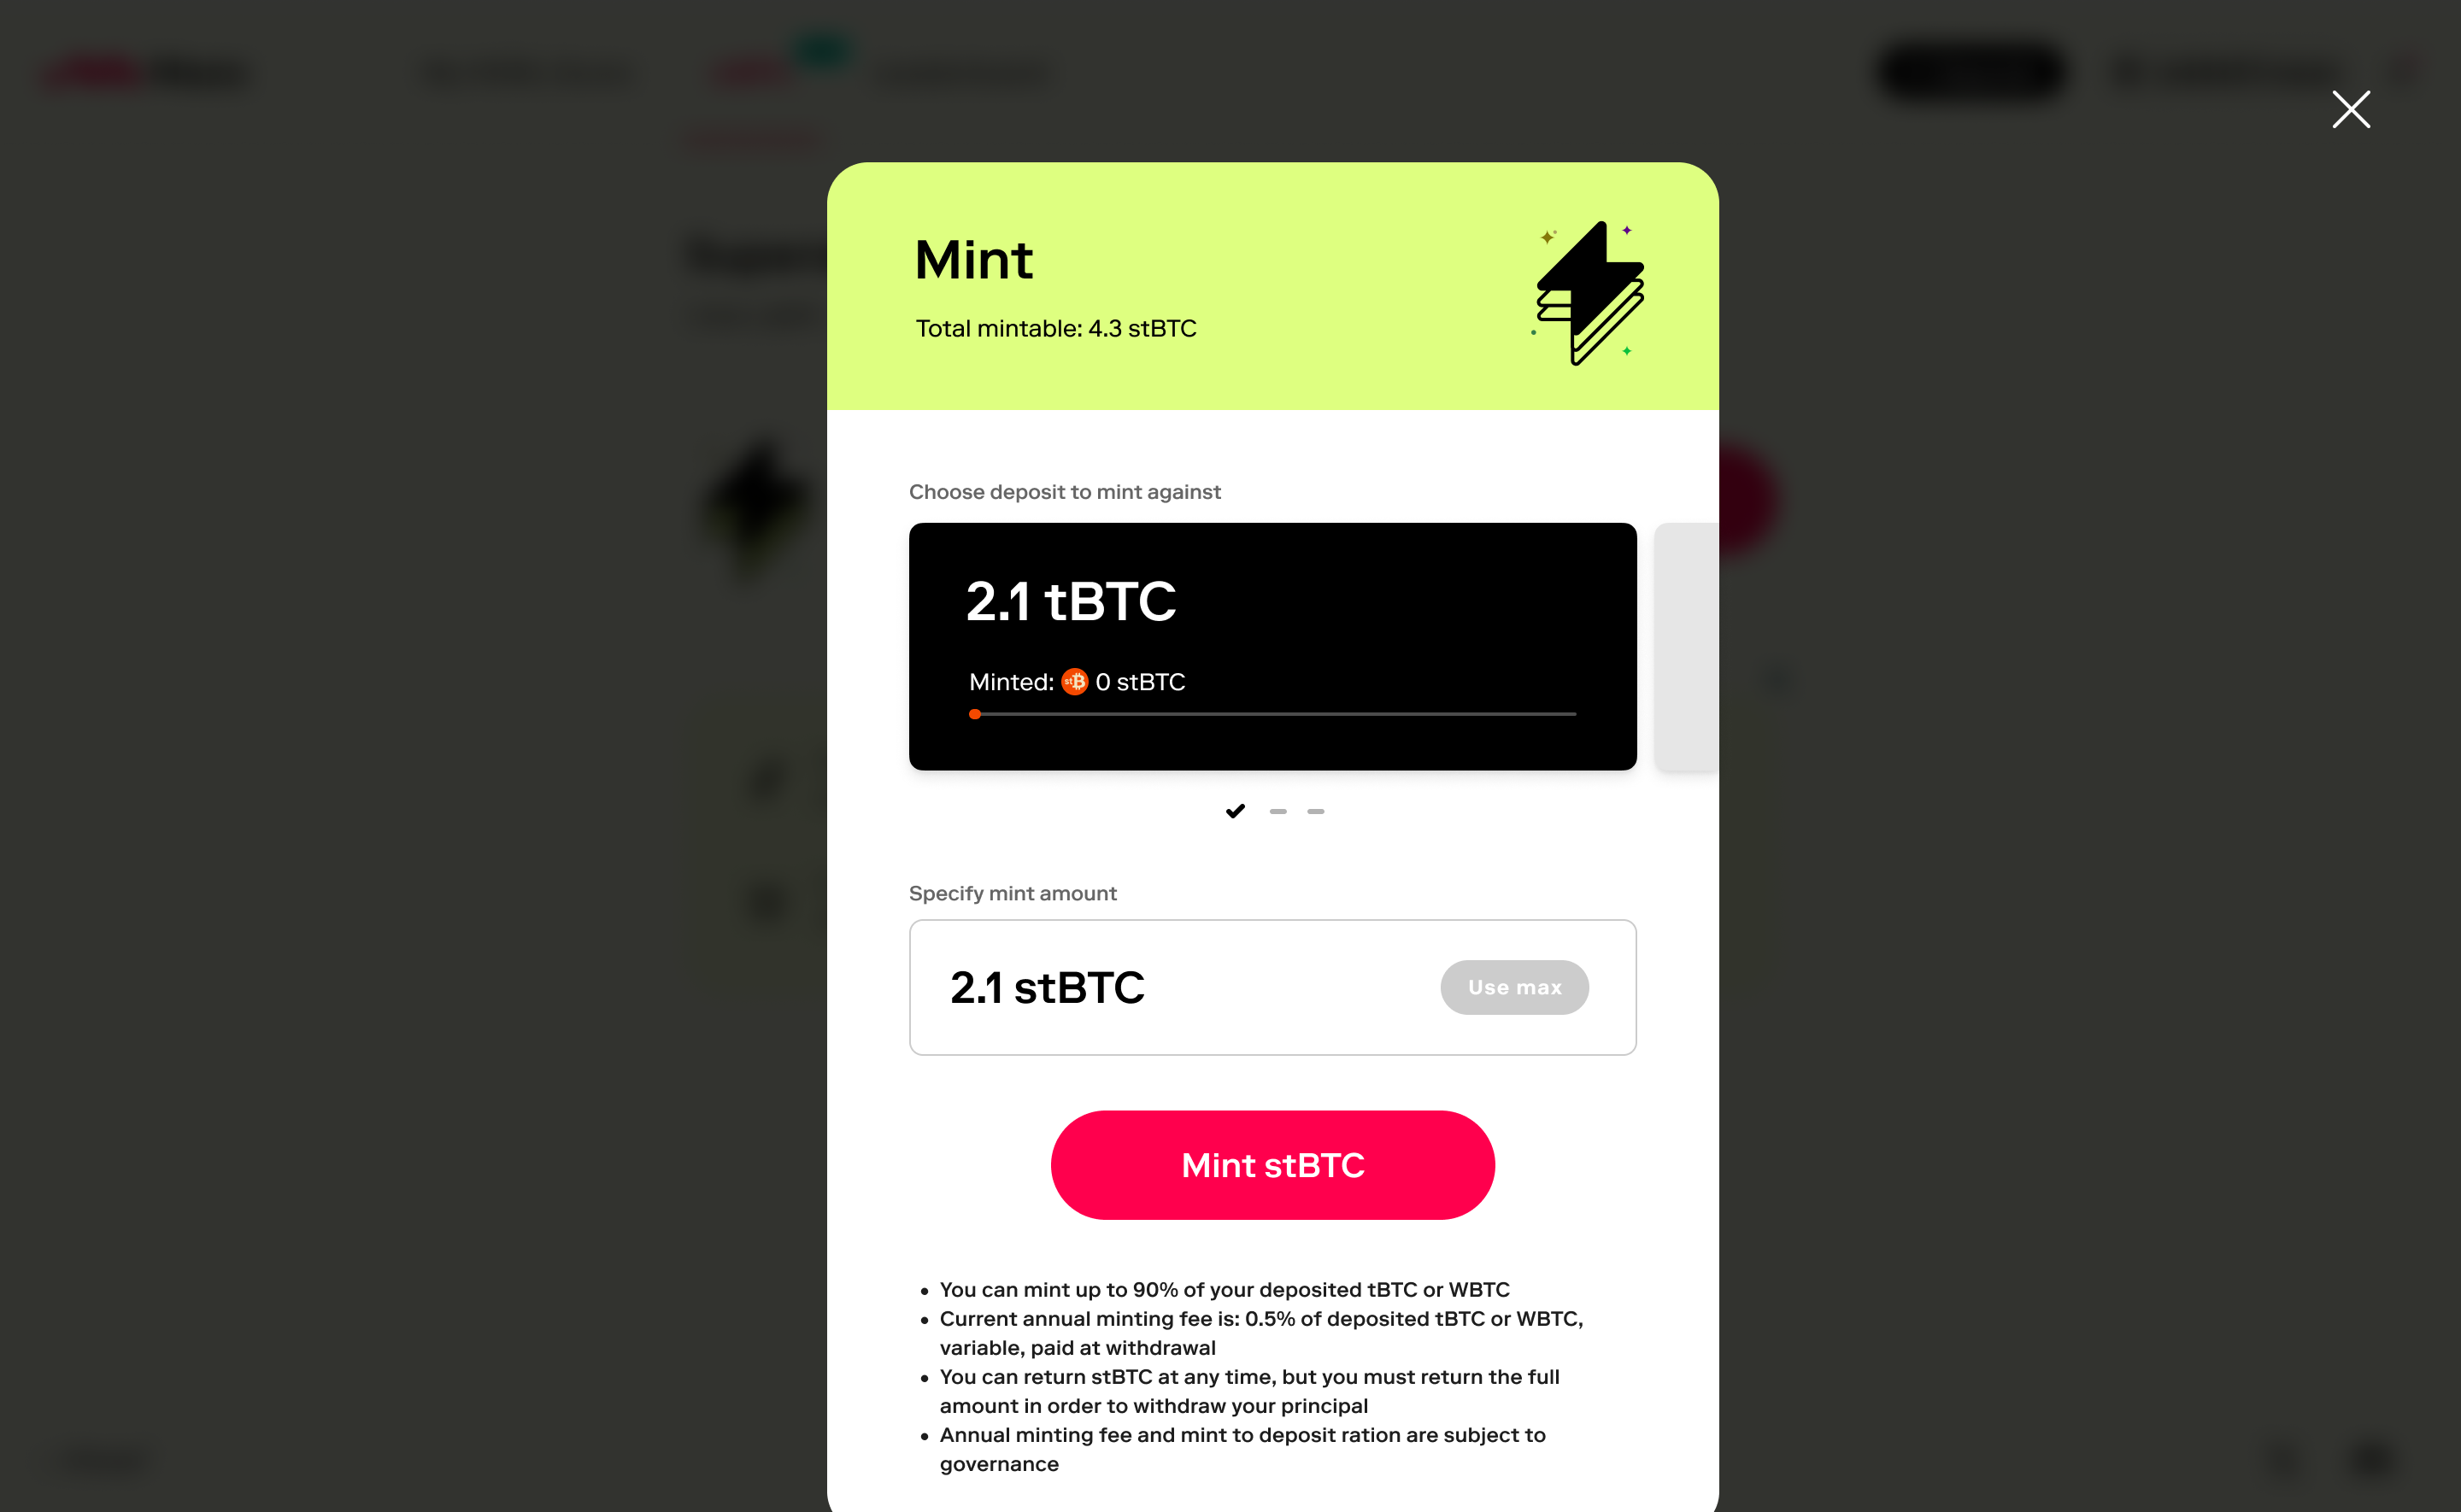 Mint
Total mintable: 4.3 stBTC
Choose deposit to mint against
2.1 tBTC
Minted: 0 stBTC
Specify mint amount
2.1 stBTC
Use max
Mint stBTC
• You can mint up to 90% of your deposited tBTC or WBTC
• Current annual minting fee is: 0.5% of deposited tBTC or WBTC,
variable, paid at withdrawal
• You can return stBTC at any time, but you must return the full
amount in order to withdraw your principal
• Annual minting fee and mint to deposit ration are subject to
governance